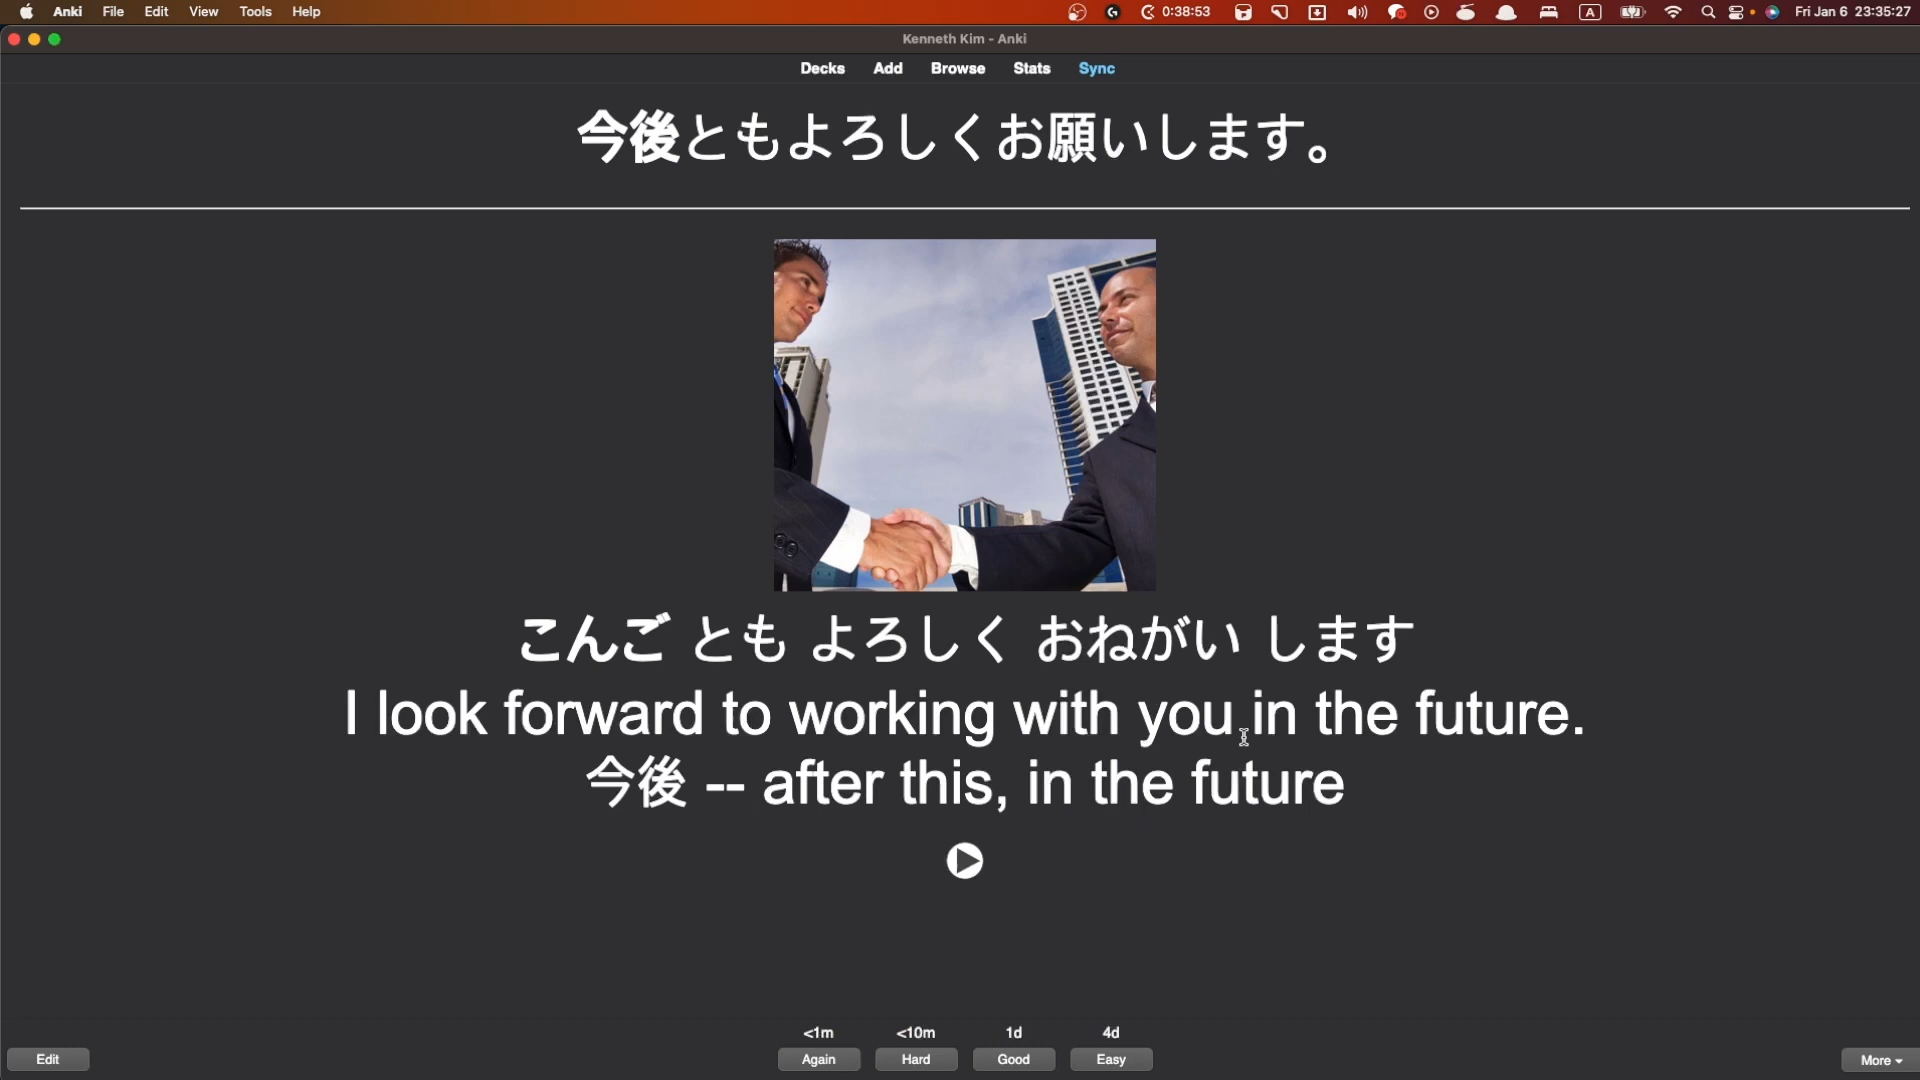 Anki File Edit View Tools Help 0:38:53 A Fri Jan 6 23:35:27
Kenneth Kim - Anki
Decks Add Browse Stats Sync
今後ともよろしくお願いします。
こんご とも よろしく おねがい します
I look forward to working with you in the future.
今後 -- after this, in the future
<1m <10m 1d 4d
Edit Again Hard Good Easy More